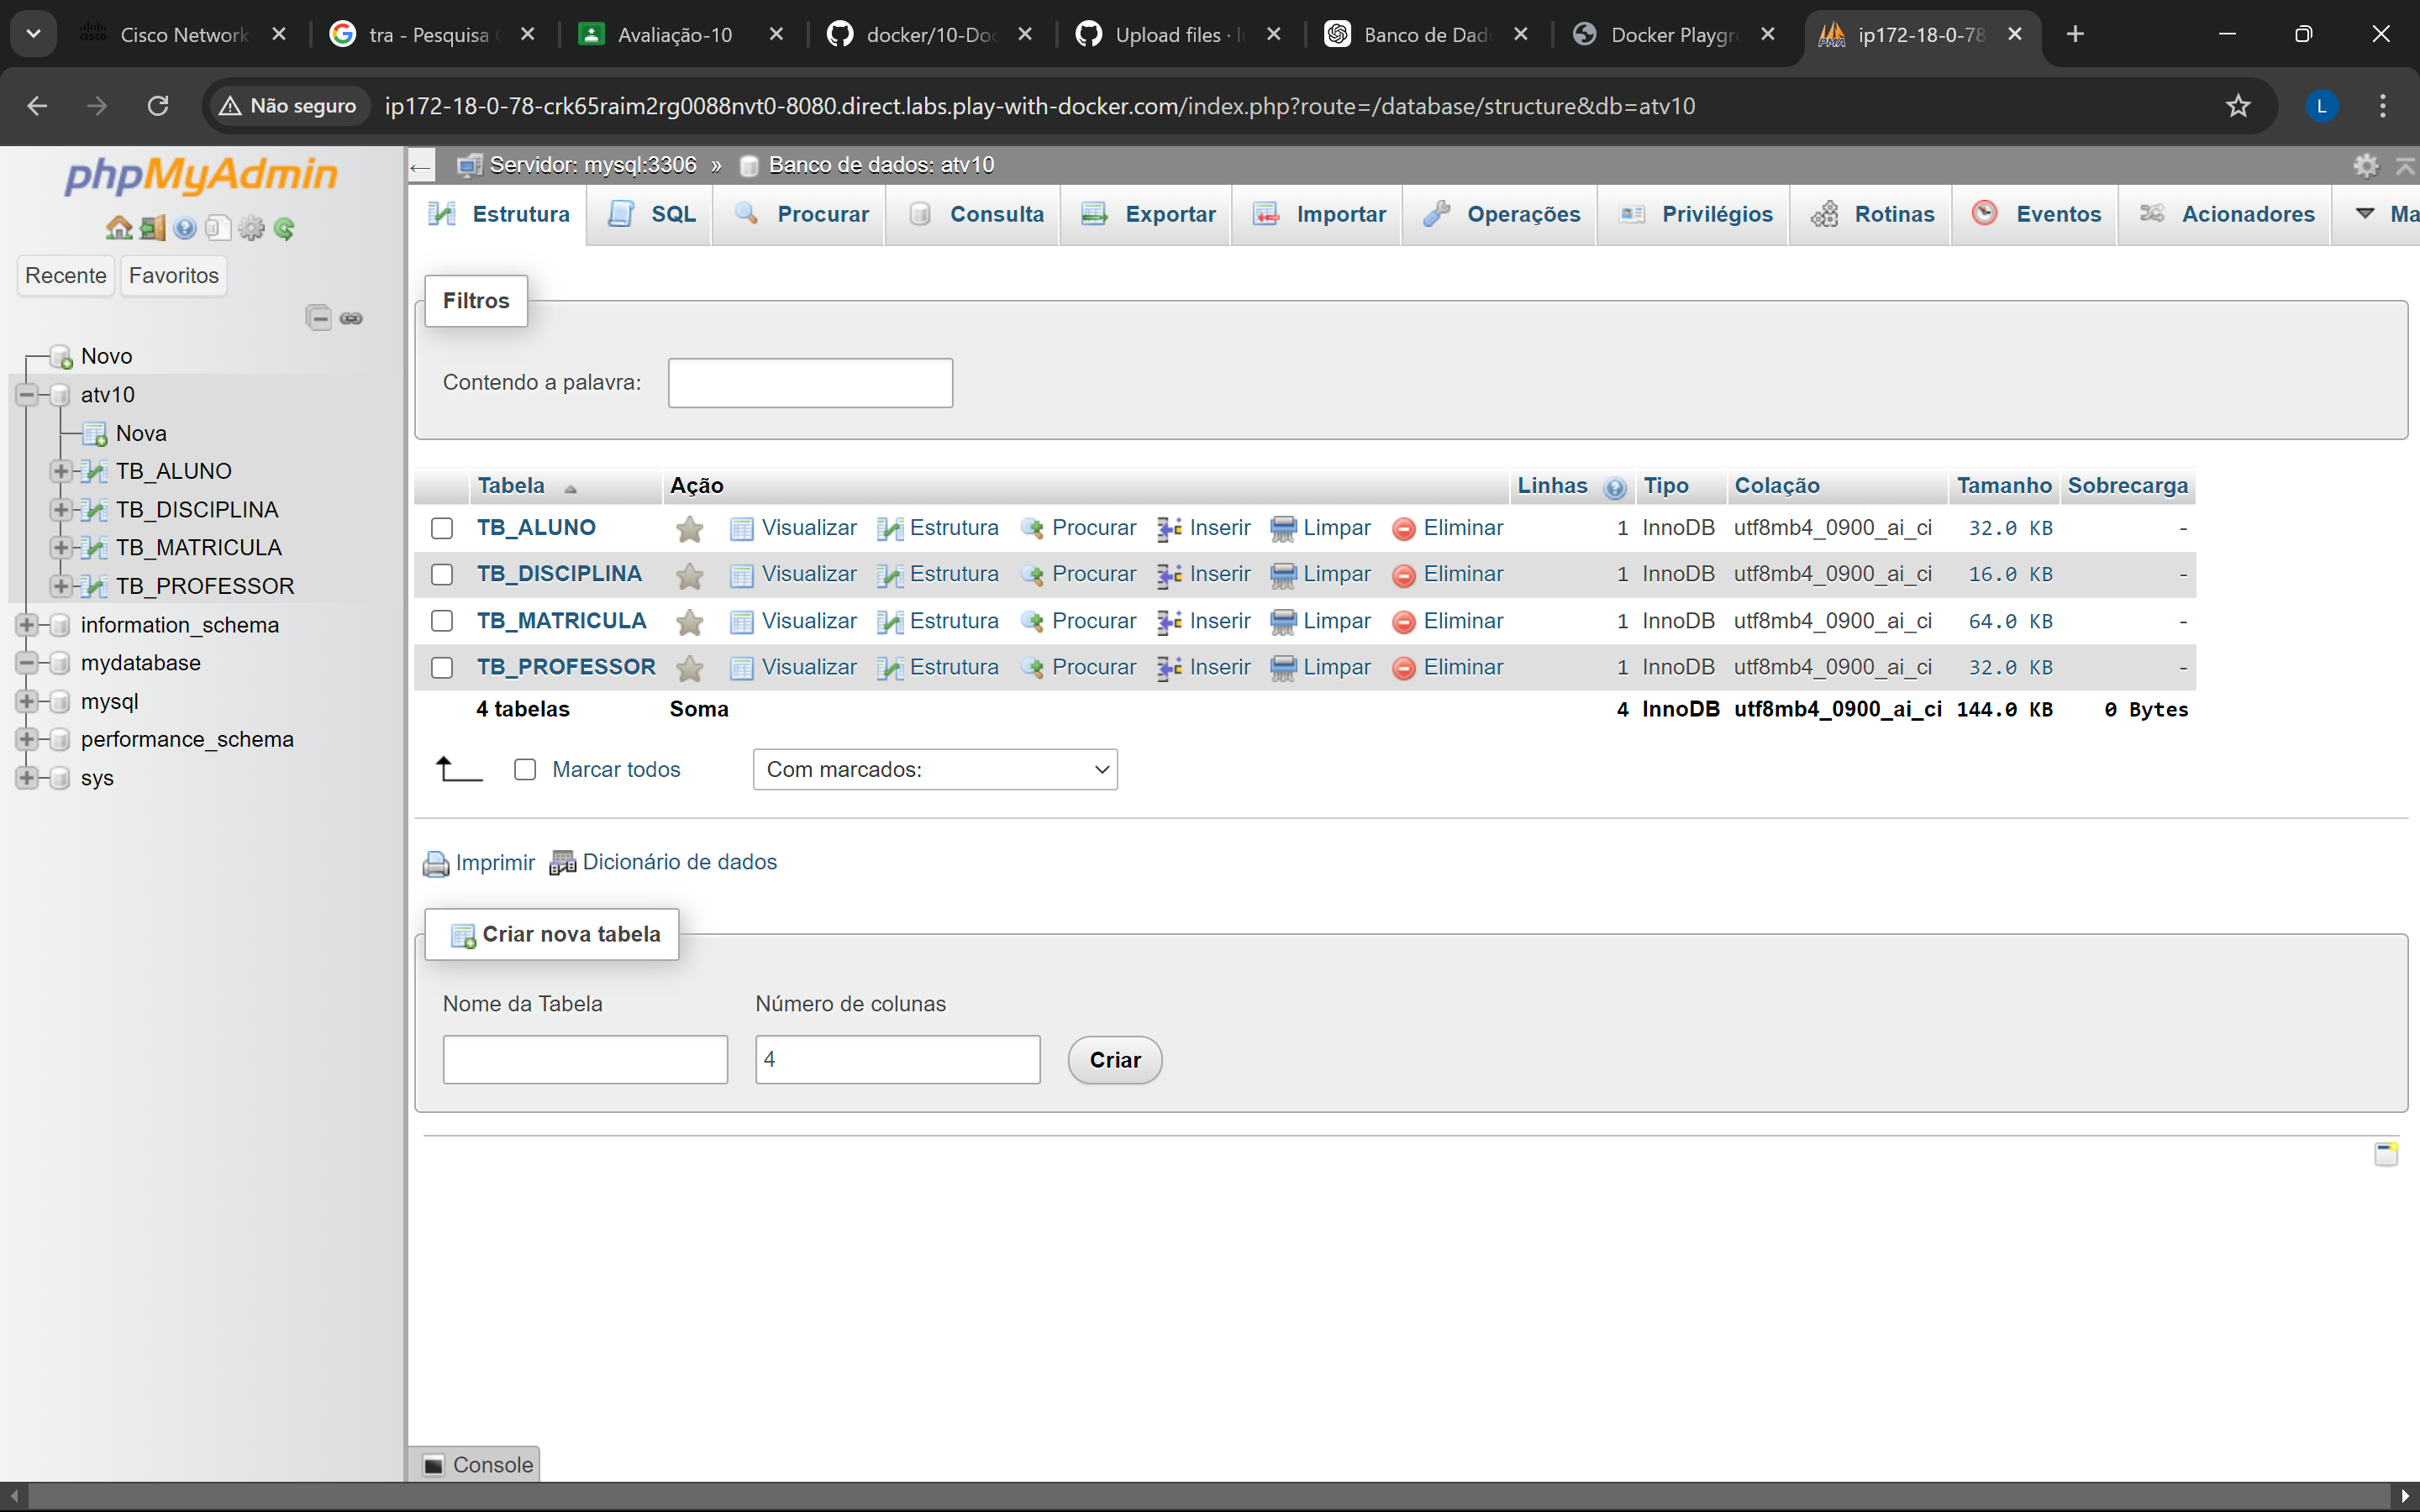 Cisco Network
tra - Pesquisa
Avaliação-10
docker/10-Doc
Upload files ·
Banco de Dad
Docker Playgr
ip172-18-0-78
Não seguro
ip172-18-0-78-crk65raim2rg0088nvt0-8080.direct.labs.play-with-docker.com/index.php?route=/database/structure&db=atv10
L
phpMyAdmin
Recente Favoritos
Novo
atv10
Nova
TB_ALUNO
TB_DISCIPLINA
TB_MATRICULA
TB_PROFESSOR
information_schema
mydatabase
mysql
performance_schema
sys
Servidor: mysql:3306 » Banco de dados: atv10
Estrutura SQL Procurar Consulta Exportar Importar Operações Privilégios Rotinas Eventos Acionadores Ma
Filtros
Contendo a palavra:
Tabela Ação Linhas Tipo Colação Tamanho Sobrecarga
TB_ALUNO Visualizar Estrutura Procurar Inserir Limpar Eliminar 1 InnoDB utf8mb4_0900_ai_ci 32.0 KB -
TB_DISCIPLINA Visualizar Estrutura Procurar Inserir Limpar Eliminar 1 InnoDB utf8mb4_0900_ai_ci 16.0 KB -
TB_MATRICULA Visualizar Estrutura Procurar Inserir Limpar Eliminar 1 InnoDB utf8mb4_0900_ai_ci 64.0 KB -
TB_PROFESSOR Visualizar Estrutura Procurar Inserir Limpar Eliminar 1 InnoDB utf8mb4_0900_ai_ci 32.0 KB -
4 tabelas Soma 4 InnoDB utf8mb4_0900_ai_ci 144.0 KB 0 Bytes
Marcar todos Com marcados:
Imprimir Dicionário de dados
Criar nova tabela
Nome da Tabela Número de colunas
4 Criar
Console